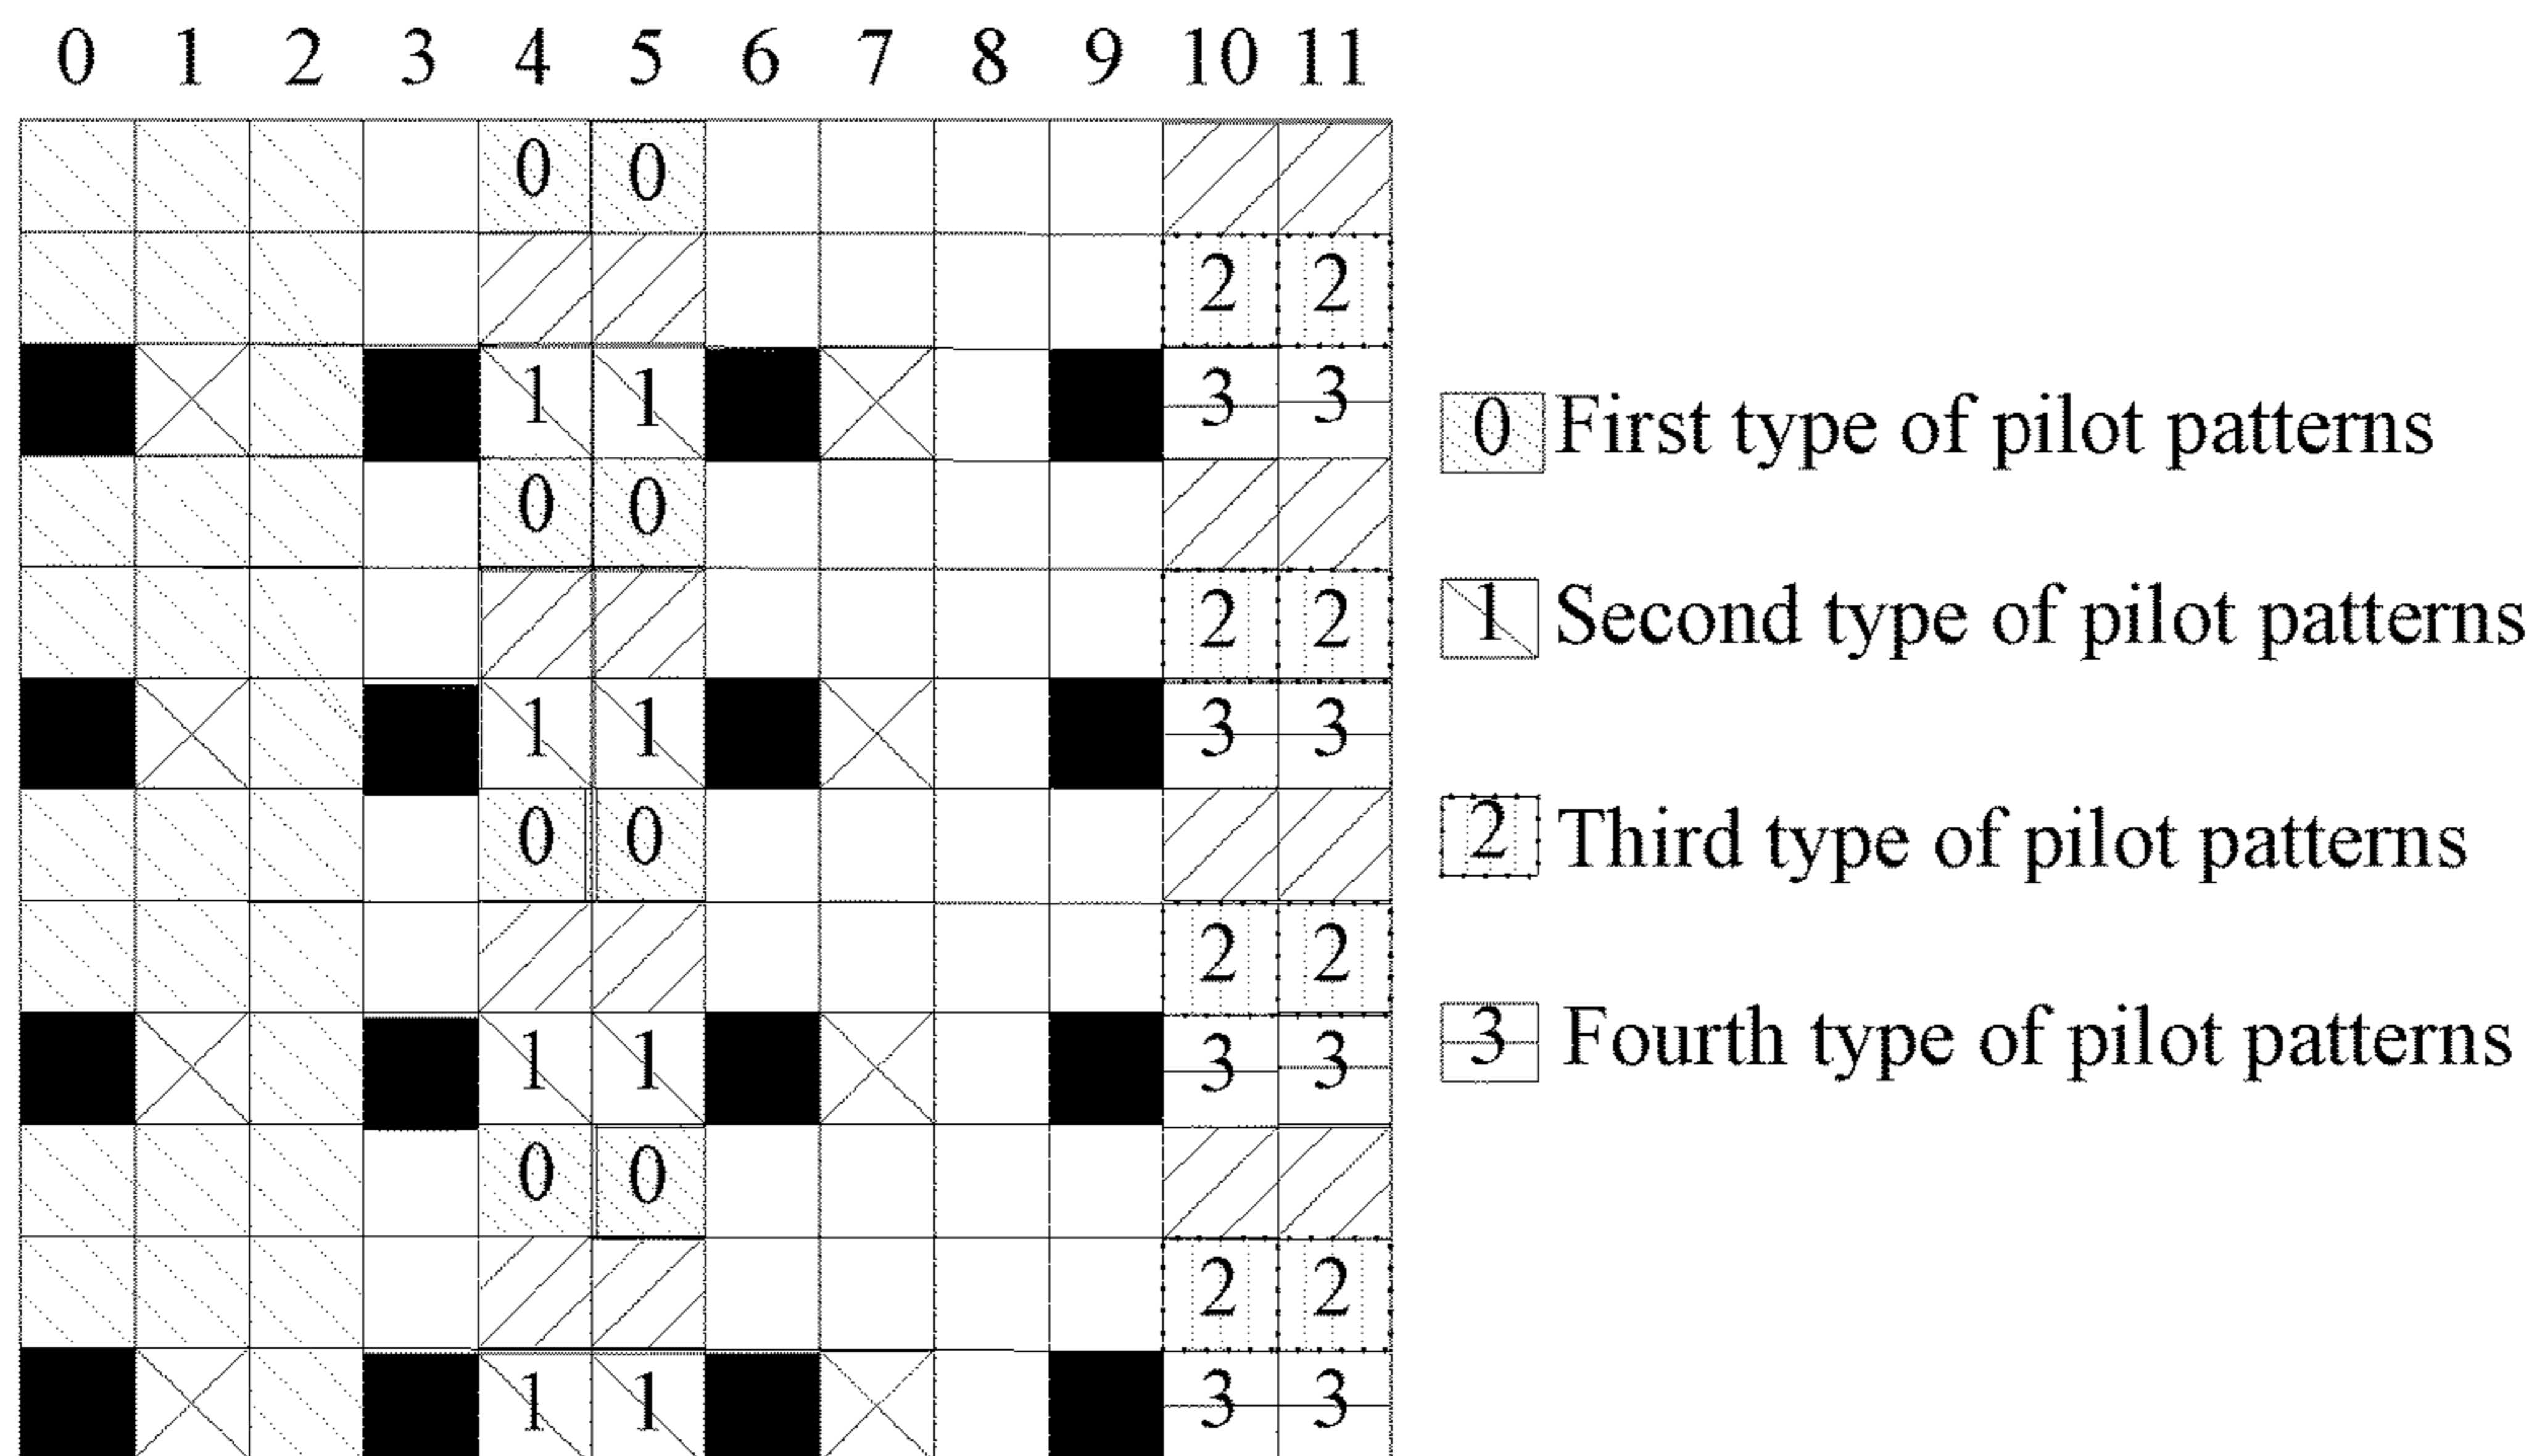 0 1 2 3 4 5 6 7 8 9 10 11
0 0
2 2
1 1 3 3
0 0
2 2
1 1 3 3
0 0
2 2
1 1 3 3
0 0
2 2
1 1 3 3
0 First type of pilot patterns
1 Second type of pilot patterns
2 Third type of pilot patterns
3 Fourth type of pilot patterns